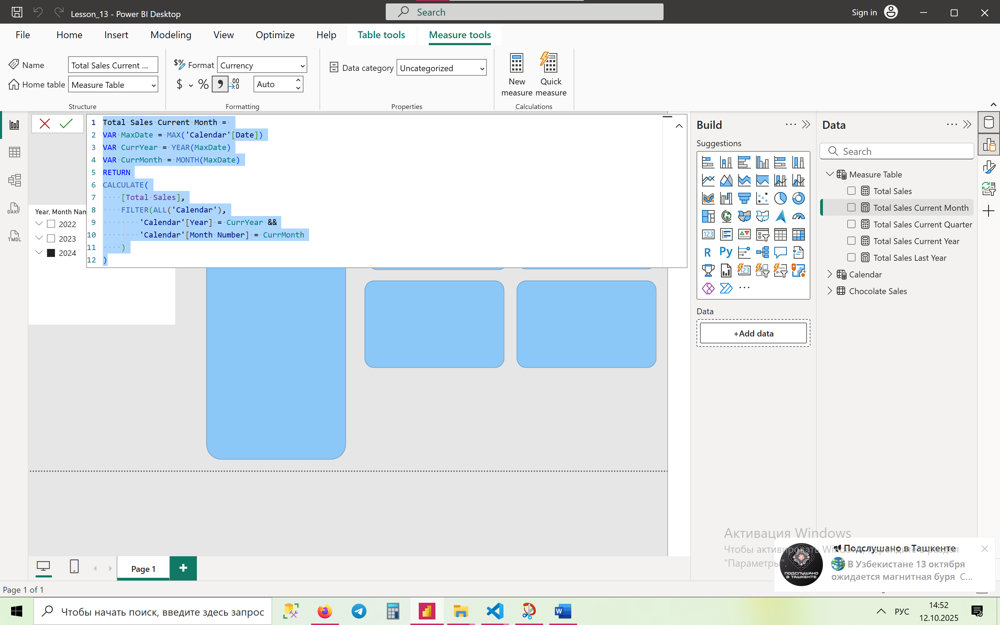 Lesson_13 - Power BI Desktop
Search
Sign in
File
Home
Insert
Modeling
View
Optimize
Help
Table tools
Measure tools
Name
Total Sales Current ...
Home table
Measure Table
Structure
Format
Currency
$
%
Auto
Formatting
Data category
Uncategorized
Properties
New measure
Quick measure
Calculations
1 Total Sales Current Month =
2 VAR MaxDate = MAX('Calendar'[Date])
3 VAR CurrYear = YEAR(MaxDate)
4 VAR CurrMonth = MONTH(MaxDate)
5 RETURN
6 CALCULATE(
7 [Total Sales],
8 FILTER(ALL('Calendar'),
9 'Calendar'[Year] = CurrYear &&
10 'Calendar'[Month Number] = CurrMonth
11 )
12 )
DAX
TMDL
Year, Month Nam
2022
2023
2024
Build
Suggestions
123
R
Py
123
Data
+Add data
Data
Search
Measure Table
Total Sales
Total Sales Current Month
Total Sales Current Quarter
Total Sales Current Year
Total Sales Last Year
Calendar
Chocolate Sales
Активация Windows
Чтобы активировать Windows, перейдите в раздел
"Параметры".
Подслушано в Ташкенте
В Узбекистане 13 октября
ожидается магнитная буря С...
ПОДСЛУШАНО
В ТАШКЕНТЕ
Page 1
Page 1 of 1
Чтобы начать поиск, введите здесь запрос
РУС
14:52
12.10.2025